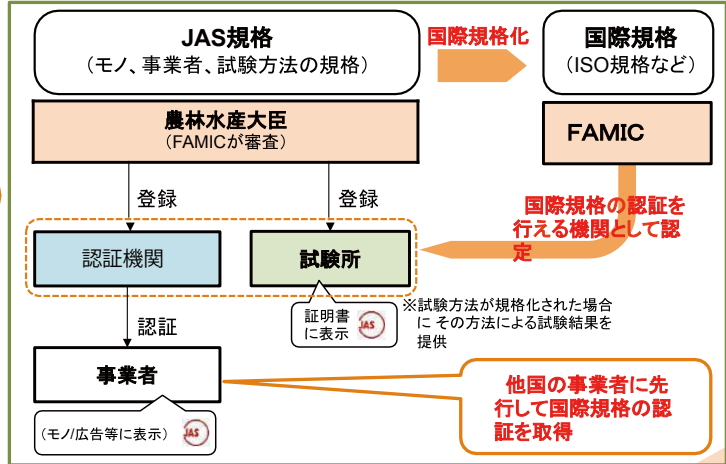 JAS規格
（モノ、事業者、試験方法の規格）
国際規格化
国際規格
（ISO規格など）
農林水産大臣
（FAMICが審査）
FAMIC
登録
登録
国際規格の認証を
行える機関として認
定
認証機関
試験所
証明書
に表示
JAS
※試験方法が規格化された場合
に その方法による試験結果を
提供
認証
事業者
（モノ/広告等に表示）
JAS
他国の事業者に先
行して国際規格の認
証を取得